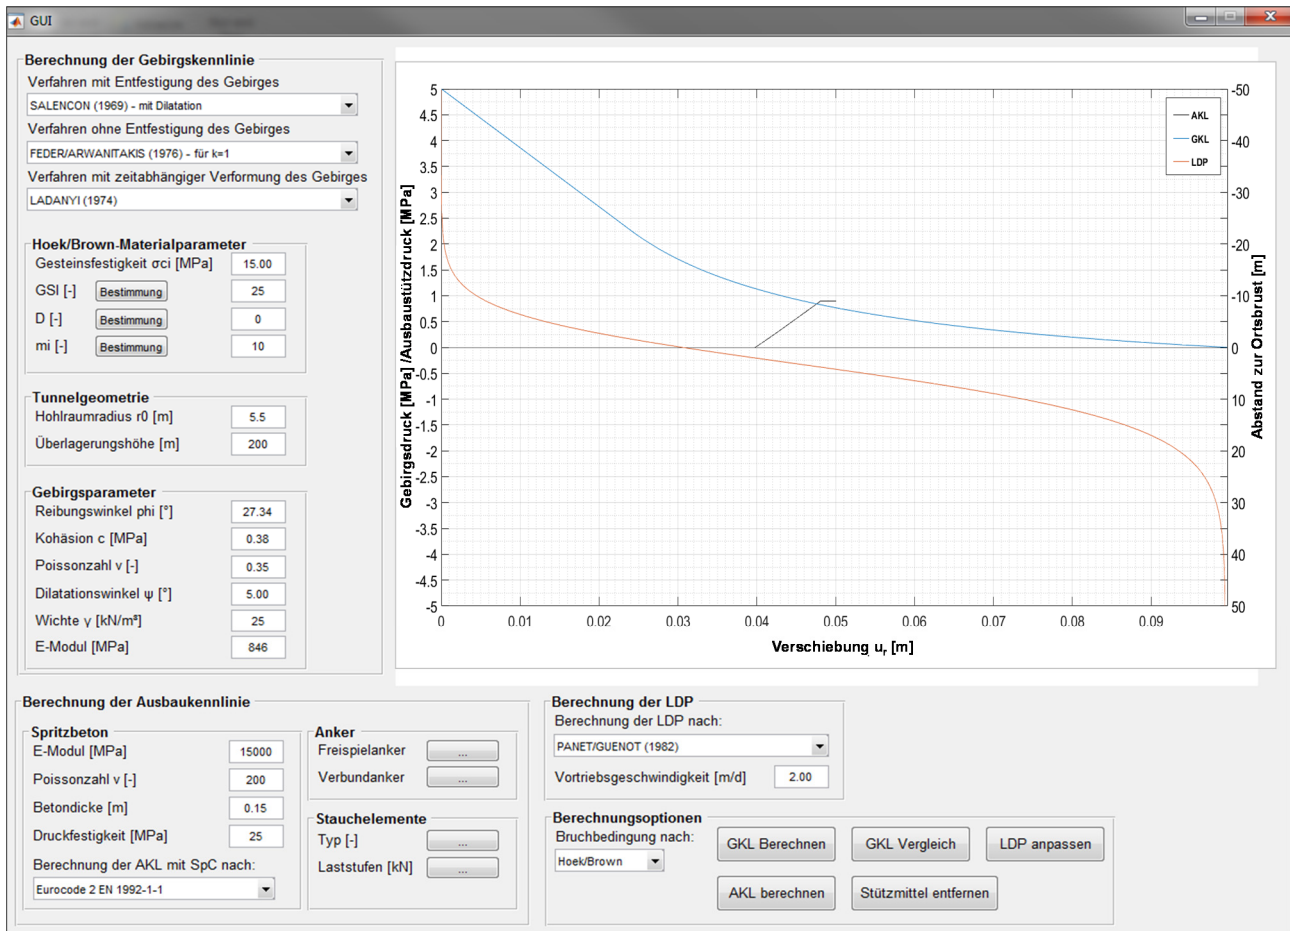 GUI
Berechnung der Gebirgskennlinie
Verfahren mit Entfestigung des Gebirges
SALENCON (1969) - mit Dilatation
Verfahren ohne Entfestigung des Gebirges
FEDER/ARWANITAKIS (1976) - für k=1
Verfahren mit zeitabhängiger Verformung des Gebirges
LADANYI (1974)
Hoek/Brown-Materialparameter
Gesteinsfestigkeit σci [MPa] 15.00
GSI [-] Bestimmung 25
D [-] Bestimmung 0
mi [-] Bestimmung 10
Tunnelgeometrie
Hohlraumradius r0 [m] 5.5
Überlagerungshöhe [m] 200
Gebirgsparameter
Reibungswinkel phi [°] 27.34
Kohäsion c [MPa] 0.38
Poissonzahl v [-] 0.35
Dilatationswinkel ψ [°] 5.00
Wichte γ [kN/m³] 25
E-Modul [MPa] 846
Gebirgsdruck [MPa] /Ausbaustützdruck [MPa]
5
4.5
4
3.5
3
2.5
2
1.5
1
0.5
0
-0.5
-1
-1.5
-2
-2.5
-3
-3.5
-4
-4.5
-5
0 0.01 0.02 0.03 0.04 0.05 0.06 0.07 0.08 0.09
Verschiebung ur [m]
AKL
GKL
LDP
-50
-40
-30
-20
-10
0
10
20
30
40
50
Abstand zur Ortsbrust [m]
Berechnung der Ausbaukennlinie
Spritzbeton
E-Modul [MPa] 15000
Poissonzahl v [-] 200
Betondicke [m] 0.15
Druckfestigkeit [MPa] 25
Berechnung der AKL mit SpC nach:
Eurocode 2 EN 1992-1-1
Anker
Freispielanker ...
Verbundanker ...
Stauchelemente
Typ [-] ...
Laststufen [kN] ...
Berechnung der LDP
Berechnung der LDP nach:
PANET/GUENOT (1982)
Vortriebsgeschwindigkeit [m/d] 2.00
Berechnungsoptionen
Bruchbedingung nach:
Hoek/Brown
GKL Berechnen GKL Vergleich LDP anpassen
AKL berechnen Stützmittel entfernen